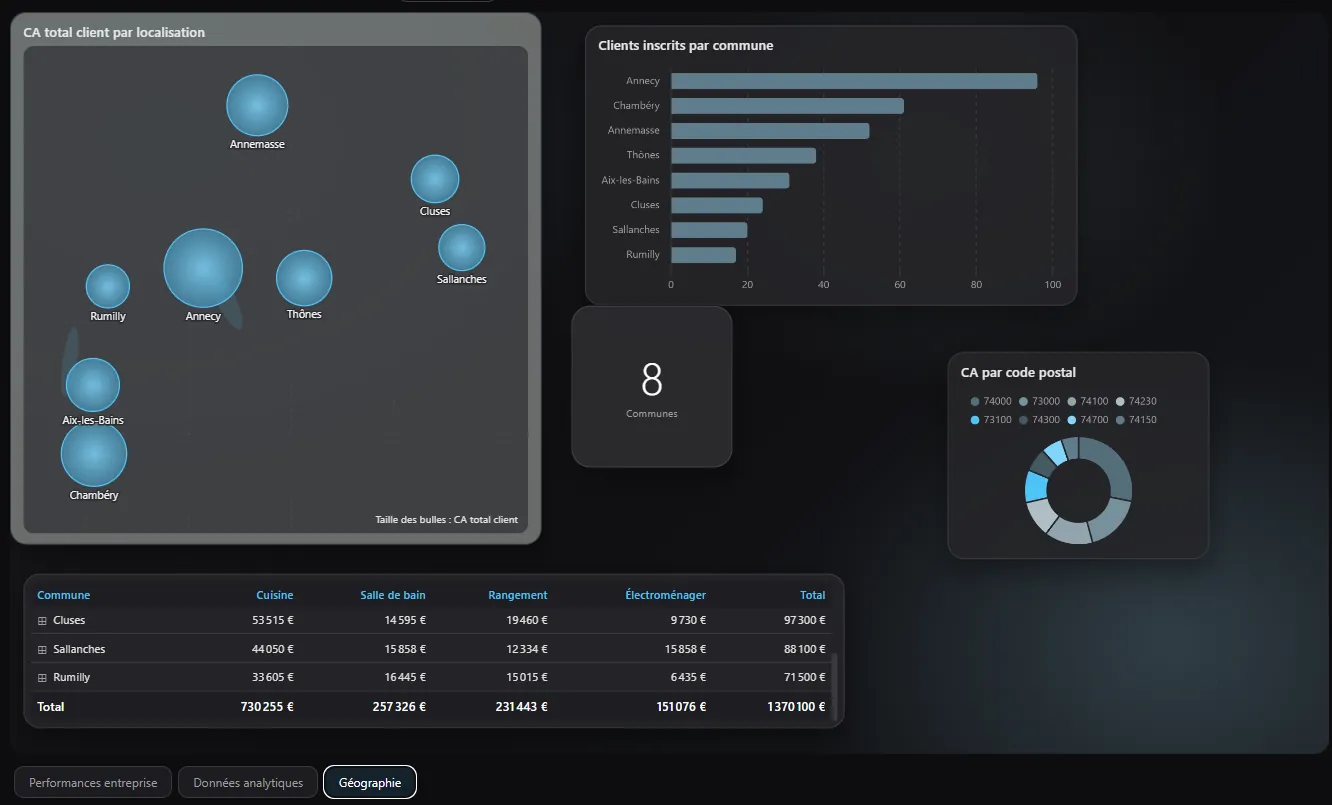 CA total client par localisation
Annemasse
Cluses
Sallanches
Annecy
Thônes
Rumilly
Aix-les-Bains
Chambéry
Taille des bulles : CA total client
Clients inscrits par commune
Annecy
Chambéry
Annemasse
Thônes
Aix-les-Bains
Cluses
Sallanches
Rumilly
0 20 40 60 80 100
8
Communes
CA par code postal
74000 73000 74100 74230
73100 74300 74700 74150
Commune Cuisine Salle de bain Rangement Électroménager Total
Cluses 53 515 € 14 595 € 19 460 € 9 730 € 97 300 €
Sallanches 44 050 € 15 858 € 12 334 € 15 858 € 88 100 €
Rumilly 33 605 € 16 445 € 15 015 € 6 435 € 71 500 €
Total 730 255 € 257 326 € 231 443 € 151 076 € 1 370 100 €
Performances entreprise Données analytiques Géographie